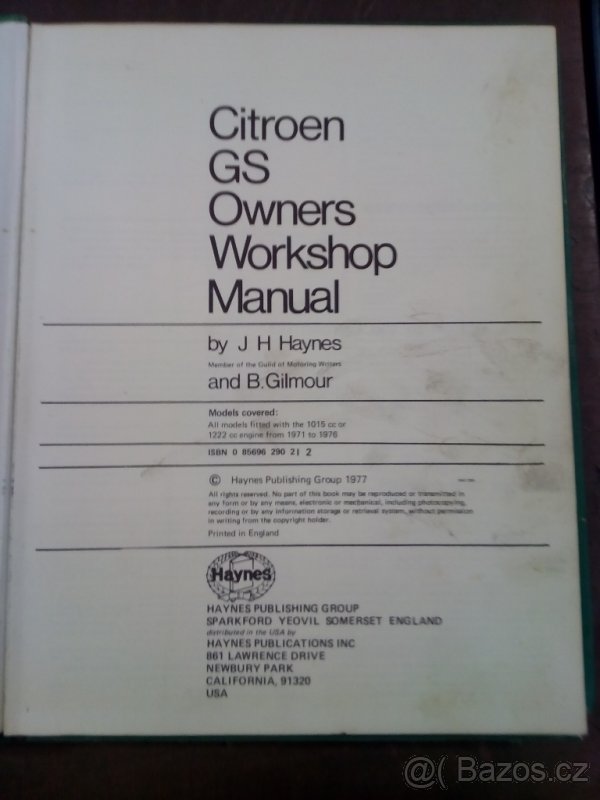 Citroen
GS
Owners
Workshop
Manual
by J H Haynes
Member of the Guild of Motoring Writers
and B.Gilmour
Models covered:
All models fitted with the 1015 cc or
1222 cc engine from 1971 to 1976
ISBN 0 85696 290 2I 2
© Haynes Publishing Group 1977
All rights reserved. No part of this book may be reproduced or transmitted in
any form or by any means, electronic or mechanical, including photocopying,
recording or by any information storage or retrieval system, without permission
in writing from the copyright holder.
Printed in England
Haynes
HAYNES PUBLISHING GROUP
SPARKFORD YEOVIL SOMERSET ENGLAND
distributed in the USA by
HAYNES PUBLICATIONS INC
861 LAWRENCE DRIVE
NEWBURY PARK
CALIFORNIA, 91320
USA
@( Bazos.cz